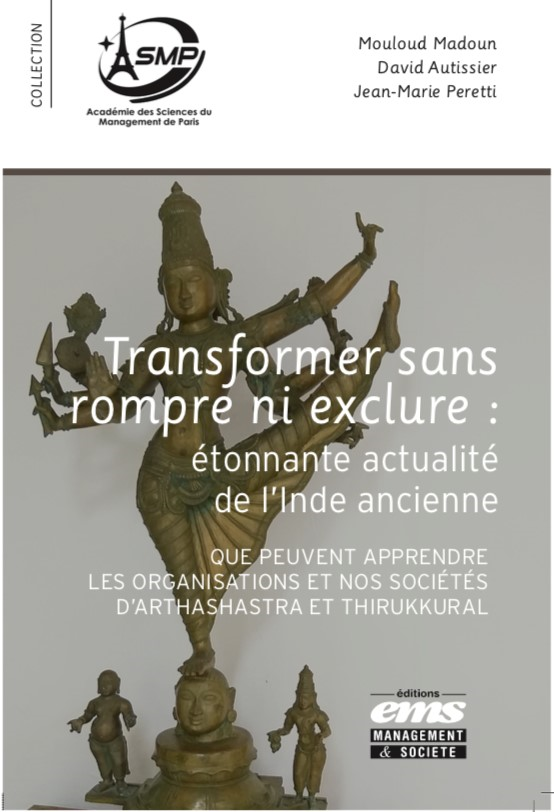 COLLECTION
ASMP
Académie des Sciences du
Management de Paris
Mouloud Madoun
David Autissier
Jean-Marie Peretti
Transformer sans
rompre ni exclure :
étonnante actualité
de l'Inde ancienne
QUE PEUVENT APPRENDRE
LES ORGANISATIONS ET NOS SOCIÉTÉS
D'ARTHASHASTRA ET THIRUKKURAL
éditions
ems
MANAGEMENT
& SOCIETE